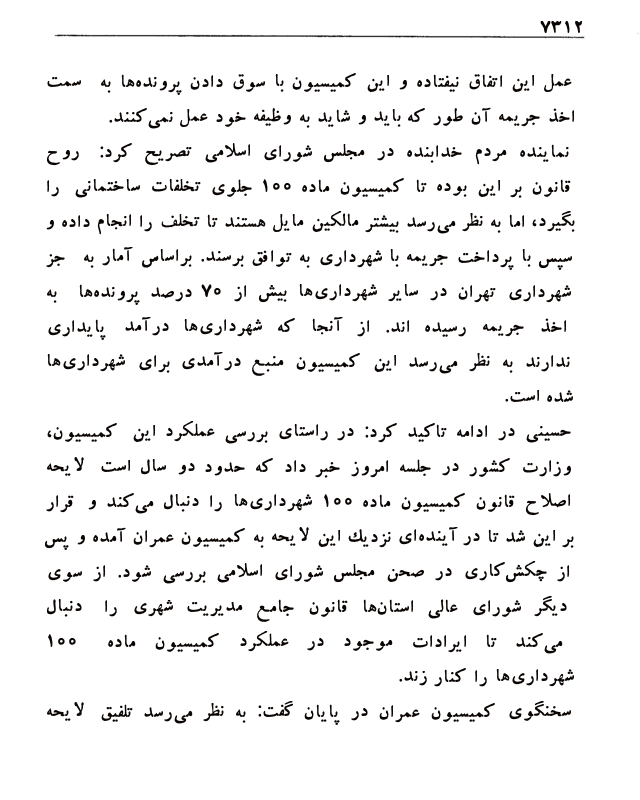 ۷۳۱۲
عمل این اتفاق نیفتاده و این کمیسیون با سوق دادن پرونده‌ها به سمت
اخذ جریمه آن طور که باید و شاید به وظیفه خود عمل نمی‌کنند.
نماینده مردم خدابنده در مجلس شورای اسلامی تصریح کرد: روح
قانون بر این بوده تا کمیسیون ماده ۱۰۰ جلوی تخلفات ساختمانی را
بگیرد، اما به نظر می‌رسد بیشتر مالکین مایل هستند تا تخلف را انجام داده و
سپس با پرداخت جریمه با شهرداری به توافق برسند. براساس آمار به جز
شهرداری تهران در سایر شهرداری‌ها بیش از ۷۰ درصد پرونده‌ها به
اخذ جریمه رسیده اند. از آنجا که شهرداری‌ها درآمد پایداری
ندارند به نظر می‌رسد این کمیسیون منبع درآمدی برای شهرداری‌ها
شده است.
حسینی در ادامه تاکید کرد: در راستای بررسی عملکرد این کمیسیون،
وزارت کشور در جلسه امروز خبر داد که حدود دو سال است لایحه
اصلاح قانون کمیسیون ماده ۱۰۰ شهرداری‌ها را دنبال می‌کند و قرار
بر این شد تا در آینده‌ای نزدیك این لایحه به کمیسیون عمران آمده و پس
از چکش‌کاری در صحن مجلس شورای اسلامی بررسی شود. از سوی
دیگر شورای عالی استان‌ها قانون جامع مدیریت شهری را دنبال
می‌کند تا ایرادات موجود در عملکرد کمیسیون ماده ۱۰۰
شهرداری‌ها را کنار زند.
سخنگوی کمیسیون عمران در پایان گفت: به نظر می‌رسد تلفیق لایحه